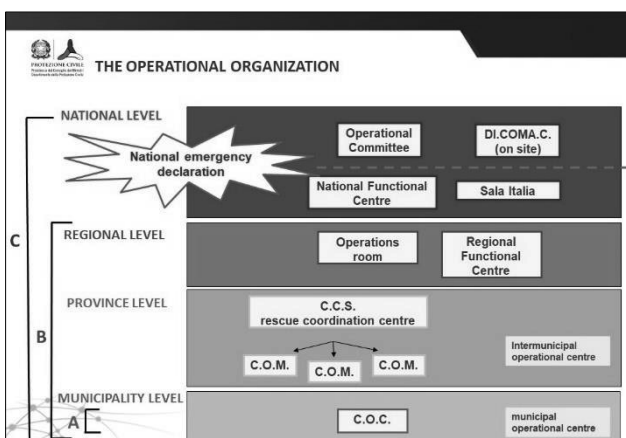 PROTEZIONE CIVILE
THE OPERATIONAL ORGANIZATION
NATIONAL LEVEL
National emergency
declaration
Operational
Committee
DI.COMA.C.
(on site)
National Functional
Centre
Sala Italia
C
REGIONAL LEVEL
Operations
room
Regional
Functional
Centre
PROVINCE LEVEL
B
C.C.S.
rescue coordination centre
C.O.M.
C.O.M.
C.O.M.
Intermunicipal
operational centre
MUNICIPALITY LEVEL
A
C.O.C.
municipal
operational centre